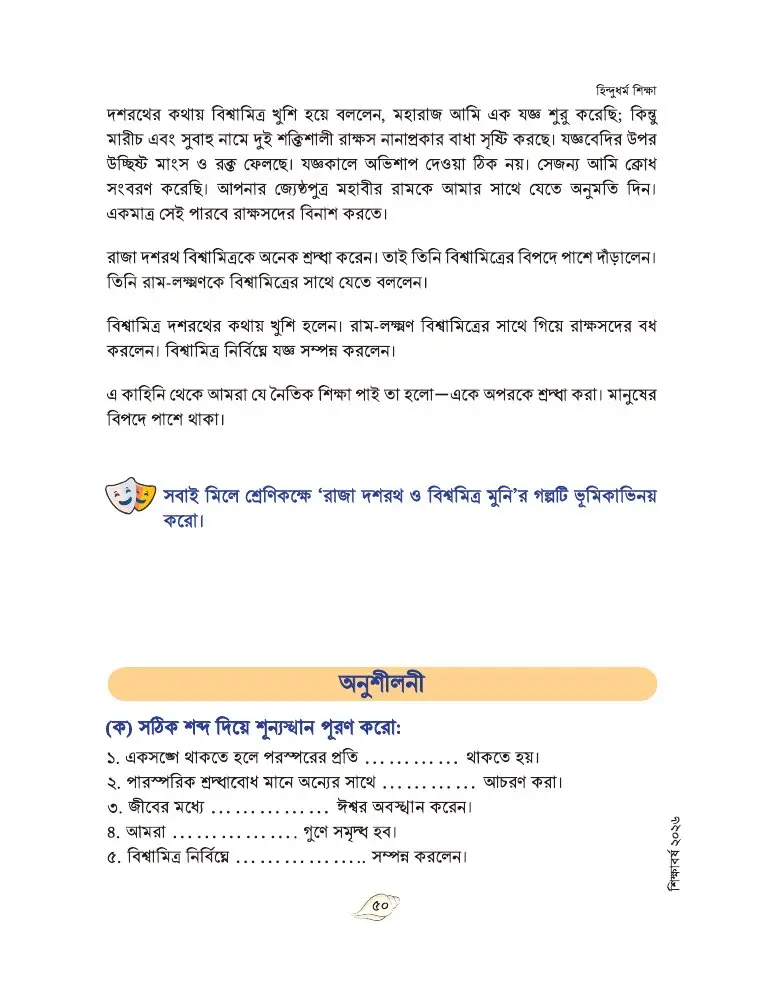 হিন্দুধর্ম শিক্ষা
দশরথের কথায় বিশ্বামিত্র খুশি হয়ে বললেন, মহারাজ আমি এক যজ্ঞ শুরু করেছি; কিন্তু
মারীচ এবং সুবাহু নামে দুই শক্তিশালী রাক্ষস নানাপ্রকার বাধা সৃষ্টি করছে। যজ্ঞবেদির উপর
উচ্ছিষ্ট মাংস ও রক্ত ফেলছে। যজ্ঞকালে অভিশাপ দেওয়া ঠিক নয়। সেজন্য আমি ক্রোধ
সংবরণ করেছি। আপনার জ্যেষ্ঠপুত্র মহাবীর রামকে আমার সাথে যেতে অনুমতি দিন।
একমাত্র সেই পারবে রাক্ষসদের বিনাশ করতে।
রাজা দশরথ বিশ্বামিত্রকে অনেক শ্রদ্ধা করেন। তাই তিনি বিশ্বামিত্রের বিপদে পাশে দাঁড়ালেন।
তিনি রাম-লক্ষ্মণকে বিশ্বামিত্রের সাথে যেতে বললেন।
বিশ্বামিত্র দশরথের কথায় খুশি হলেন। রাম-লক্ষ্মণ বিশ্বামিত্রের সাথে গিয়ে রাক্ষসদের বধ
করলেন। বিশ্বামিত্র নির্বিঘ্নে যজ্ঞ সম্পন্ন করলেন।
এ কাহিনি থেকে আমরা যে নৈতিক শিক্ষা পাই তা হলো—একে অপরকে শ্রদ্ধা করা। মানুষের
বিপদে পাশে থাকা।
সবাই মিলে শ্রেণিকক্ষে ‘রাজা দশরথ ও বিশ্বমিত্র মুনি’র গল্পটি ভূমিকাভিনয়
করো।
অনুশীলনী
(ক) সঠিক শব্দ দিয়ে শূন্যস্থান পূরণ করো:
১. একসঙ্গে থাকতে হলে পরস্পরের প্রতি ............ থাকতে হয়।
২. পারস্পরিক শ্রদ্ধাবোধ মানে অন্যের সাথে ............ আচরণ করা।
৩. জীবের মধ্যে ............... ঈশ্বর অবস্থান করেন।
৪. আমরা ................ গুণে সমৃদ্ধ হব।
৫. বিশ্বামিত্র নির্বিঘ্নে ................. সম্পন্ন করলেন।
৫০
শিক্ষাবর্ষ ২০২৬